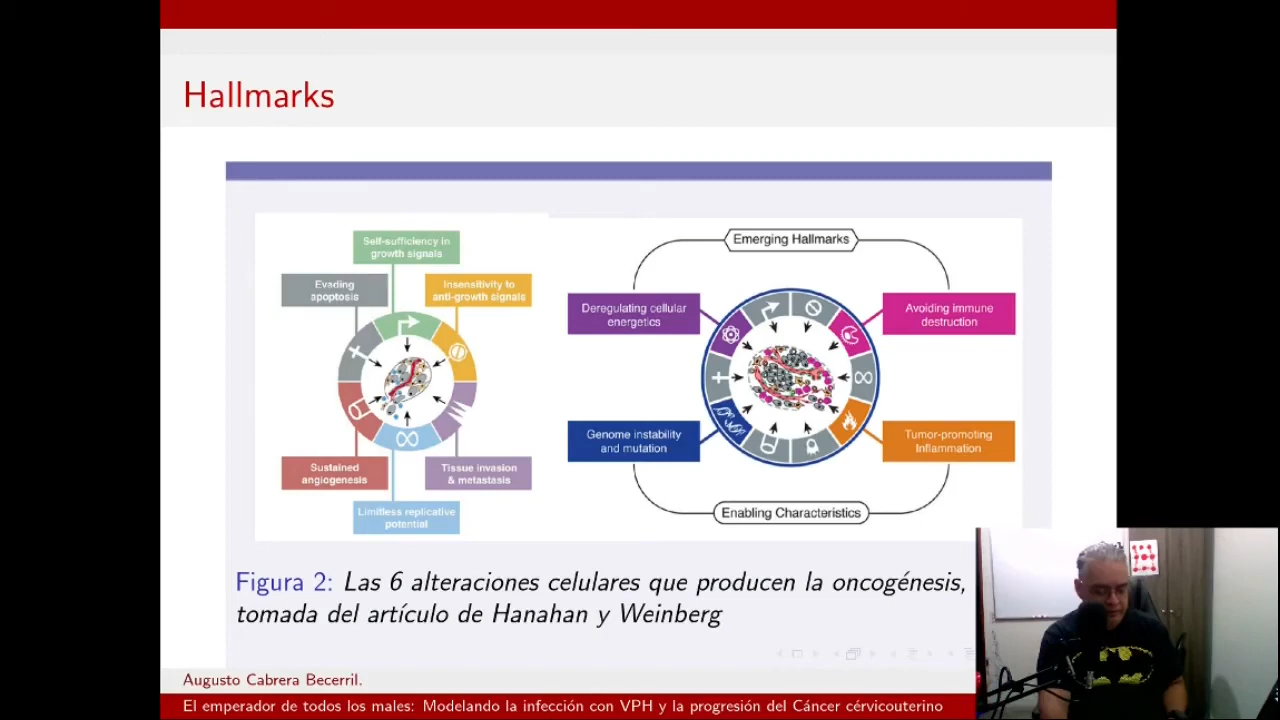 Hallmarks
Self-sufficiency in
growth signals
Evading
apoptosis
Insensitivity to
anti-growth signals
Sustained
angiogenesis
Tissue invasion
& metastasis
Limitless replicative
potential
Emerging Hallmarks
Deregulating cellular
energetics
Avoiding immune
destruction
Genome instability
and mutation
Tumor-promoting
Inflammation
Enabling Characteristics
Figura 2: Las 6 alteraciones celulares que producen la oncogénesis,
tomada del artículo de Hanahan y Weinberg
Augusto Cabrera Becerril.
El emperador de todos los males: Modelando la infección con VPH y la progresión del Cáncer cérvicouterino